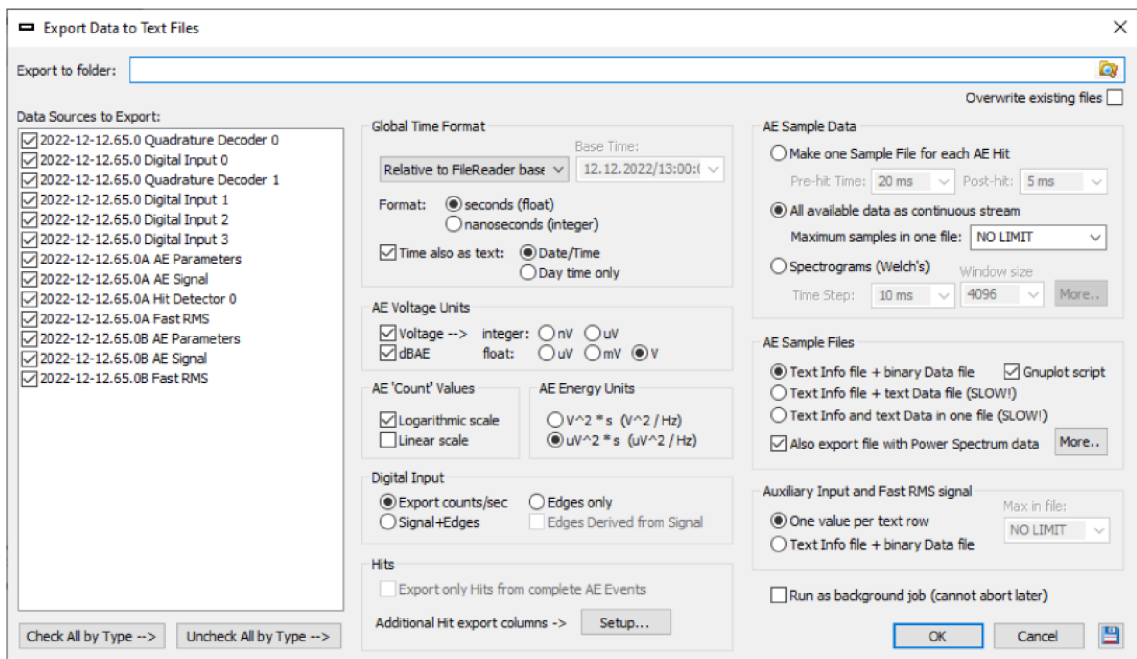 Export Data to Text Files
Export to folder:
Overwrite existing files
Data Sources to Export:
2022-12-12.65.0 Quadrature Decoder 0
2022-12-12.65.0 Digital Input 0
2022-12-12.65.0 Quadrature Decoder 1
2022-12-12.65.0 Digital Input 1
2022-12-12.65.0 Digital Input 2
2022-12-12.65.0 Digital Input 3
2022-12-12.65.0A AE Parameters
2022-12-12.65.0A AE Signal
2022-12-12.65.0A Hit Detector 0
2022-12-12.65.0A Fast RMS
2022-12-12.65.0B AE Parameters
2022-12-12.65.0B AE Signal
2022-12-12.65.0B Fast RMS
Check All by Type -->
Uncheck All by Type -->
Global Time Format
Base Time:
Relative to FileReader base
12.12.2022/13:00:(
Format:
seconds (float)
nanoseconds (integer)
Time also as text:
Date/Time
Day time only
AE Voltage Units
Voltage --> integer: nV uV
dBAE float: uV mV V
AE 'Count' Values
Logarithmic scale
Linear scale
AE Energy Units
V^2 * s (V^2 / Hz)
uV^2 * s (uV^2 / Hz)
Digital Input
Export counts/sec
Edges only
Signal+Edges
Edges Derived from Signal
Hits
Export only Hits from complete AE Events
Additional Hit export columns ->
Setup...
AE Sample Data
Make one Sample File for each AE Hit
Pre-hit Time: 20 ms Post-hit: 5 ms
All available data as continuous stream
Maximum samples in one file: NO LIMIT
Spectrograms (Welch's)
Window size
Time Step: 10 ms 4096 More..
AE Sample Files
Text Info file + binary Data file
Gnuplot script
Text Info file + text Data file (SLOW!)
Text Info and text Data in one file (SLOW!)
Also export file with Power Spectrum data
More..
Auxiliary Input and Fast RMS signal
Max in file:
One value per text row
NO LIMIT
Text Info file + binary Data file
Run as background job (cannot abort later)
OK
Cancel